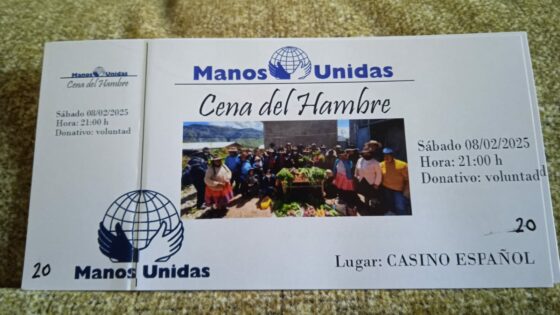 Manos Unidas
Cena del Hambre
Sábado 08/02/2025
Hora: 21:00 h
Donativo: voluntad
Manos Unidas
20
Manos Unidas
Cena del Hambre
Sábado 08/02/2025
Hora: 21:00 h
Donativo: voluntad
20
Lugar: CASINO ESPAÑOL